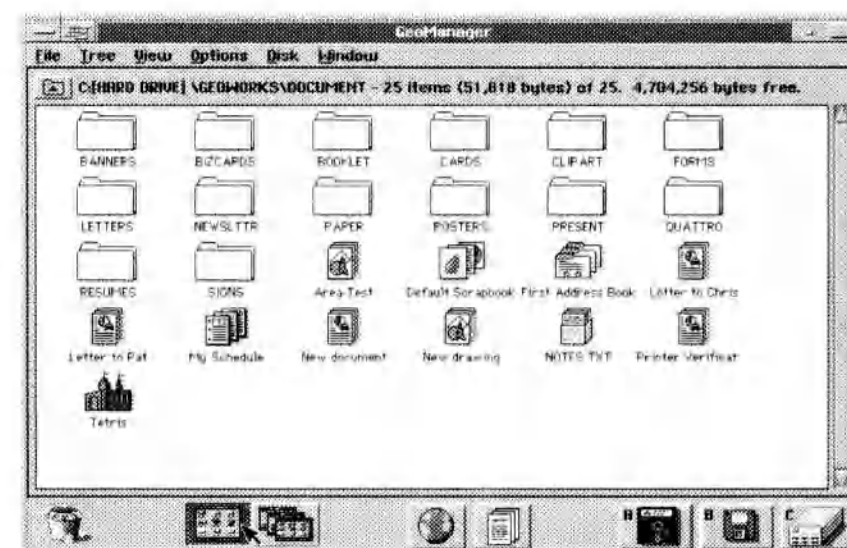 GeoManager
File Tree View Options Disk Window
C:[HARD DRIVE] \GEOWORKS\DOCUMENT - 25 items (51,818 bytes) of 25. 4,704,256 bytes free.
BANNERS BIZCARDS BOOKLET CARDS CLIPART FORMS
LETTERS NEWSLTTR PAPER POSTERS PRESENT QUATTRO
RESUMES SIGNS Area-Test Default Scrapbook First Address Book Letter to Chris
Letter to Pat My Schedule New document New drawing NOTES.TXT Printer Verificat
Tetris
A B C